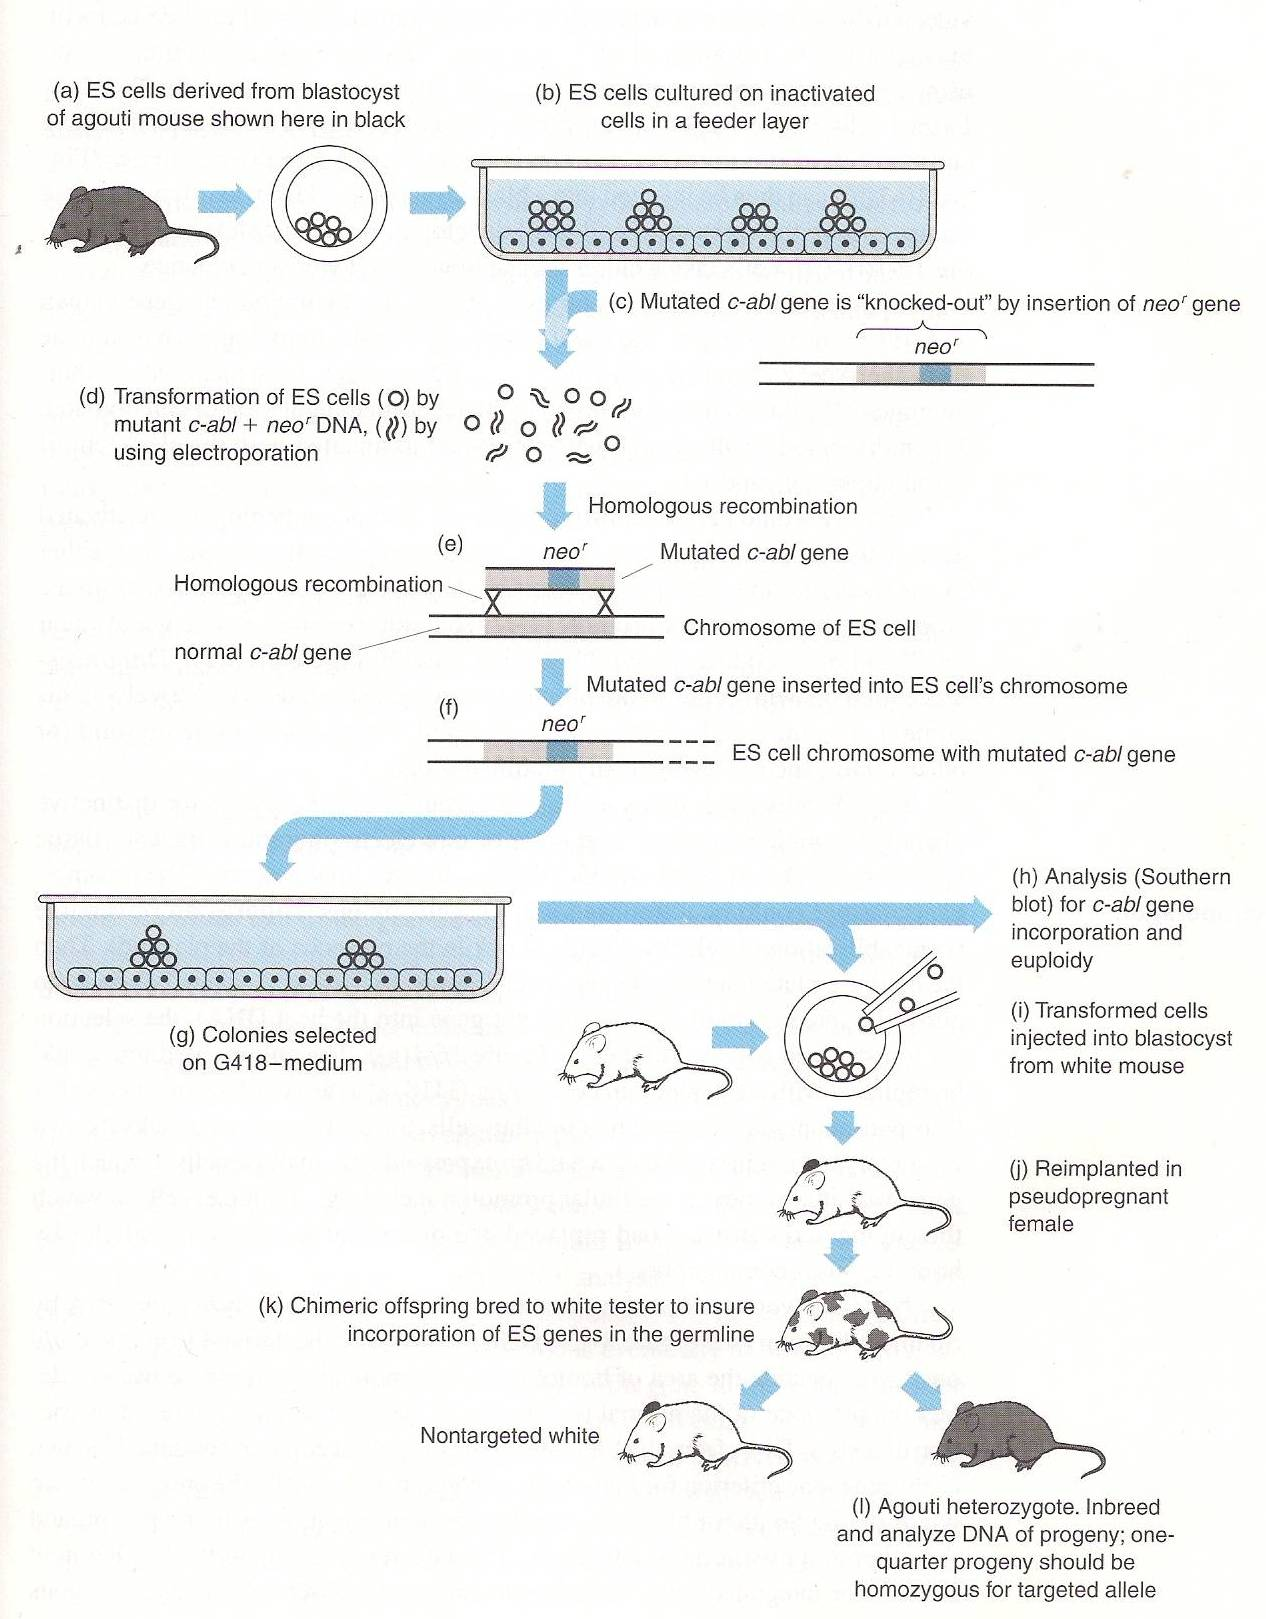 (a) ES cells derived from blastocyst
of agouti mouse shown here in black
(b) ES cells cultured on inactivated
cells in a feeder layer
(c) Mutated c-abl gene is “knocked-out” by insertion of neoʳ gene
neoʳ
(d) Transformation of ES cells (O) by
mutant c-abl + neoʳ DNA, ( ) by
using electroporation
Homologous recombination
(e)
neoʳ
Mutated c-abl gene
Homologous recombination
Chromosome of ES cell
normal c-abl gene
Mutated c-abl gene inserted into ES cell’s chromosome
(f)
neoʳ
ES cell chromosome with mutated c-abl gene
(g) Colonies selected
on G418–medium
(h) Analysis (Southern
blot) for c-abl gene
incorporation and
euploidy
(i) Transformed cells
injected into blastocyst
from white mouse
(j) Reimplanted in
pseudopregnant
female
(k) Chimeric offspring bred to white tester to insure
incorporation of ES genes in the germline
Nontargeted white
(l) Agouti heterozygote. Inbreed
and analyze DNA of progeny; one-
quarter progeny should be
homozygous for targeted allele